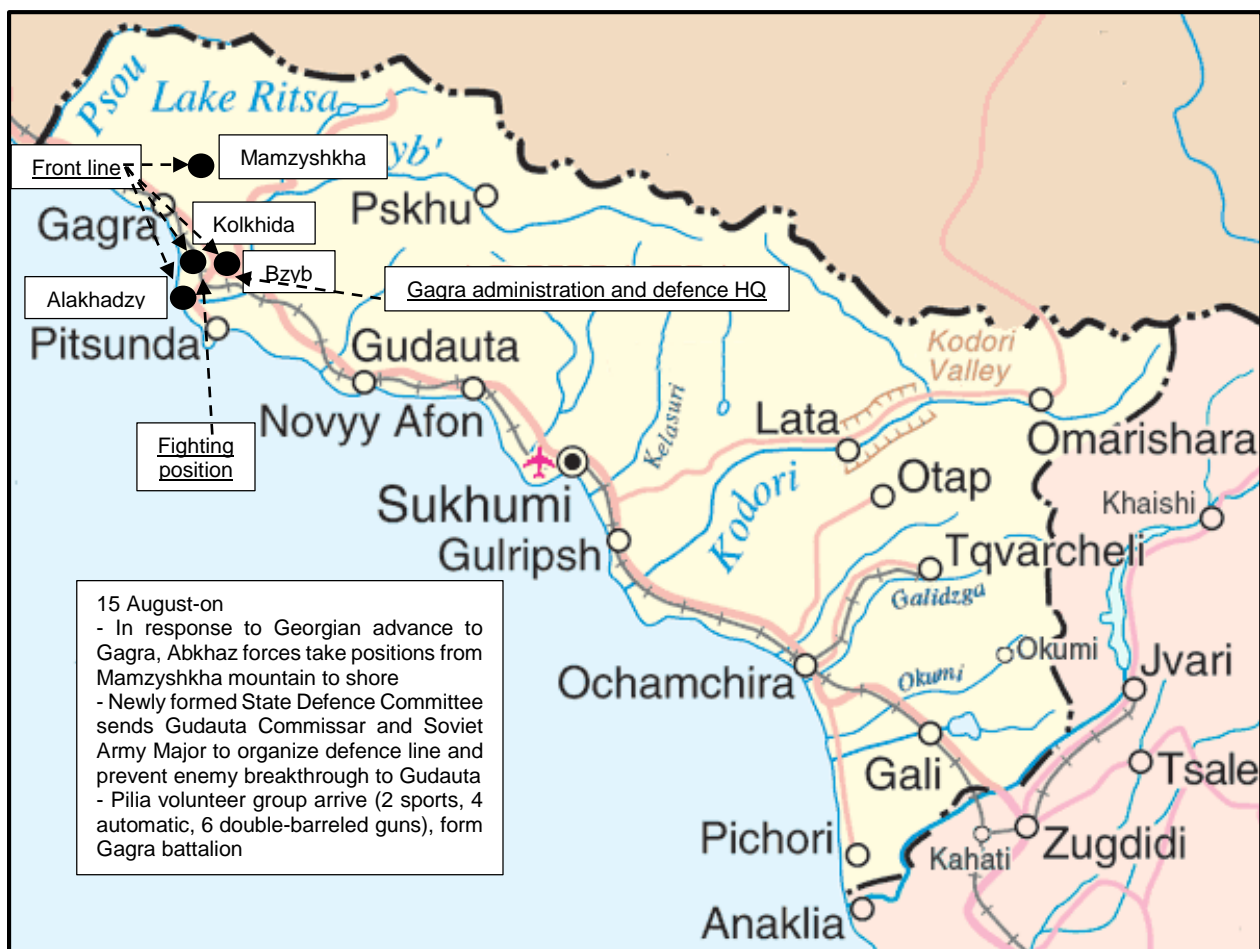 Psou
Lake Ritsa
Mamzyshkha
yb'
Front line
Gagra
Pskhu
Kolkhida
Bzyb
Alakhadzy
Gagra administration and defence HQ
Pitsunda
Gudauta
Kodori
Valley
Novyy Afon
Kelasuri
Lata
Omarishara
Fighting
position
Sukhumi
Kodori
Otap
Khaishi
Gulripsh
Tqvarcheli
Galidzga
15 August-on
- In response to Georgian advance to
Gagra, Abkhaz forces take positions from
Mamzyshkha mountain to shore
- Newly formed State Defence Committee
sends Gudauta Commissar and Soviet
Army Major to organize defence line and
prevent enemy breakthrough to Gudauta
- Pilia volunteer group arrive (2 sports, 4
automatic, 6 double-barreled guns), form
Gagra battalion
Okumi
Ochamchira
Okumi
Jvari
Gali
Tsale
Pichori
Kahati
Zugdidi
Anaklia